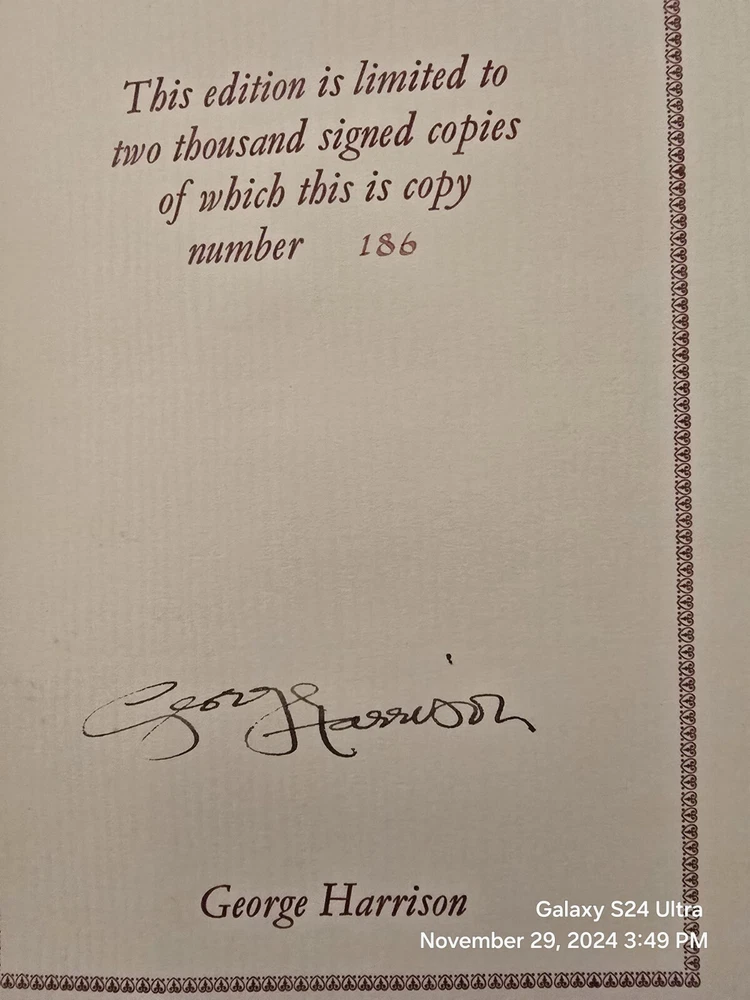 This edition is limited to
two thousand signed copies
of which this is copy
number 186
George Harrison
George Harrison
Galaxy S24 Ultra
November 29, 2024 3:49 PM